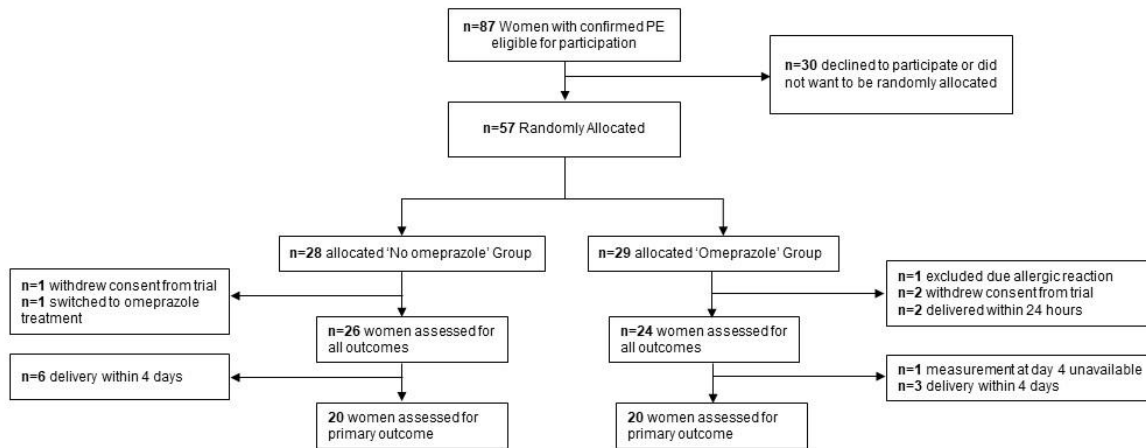 n=87 Women with confirmed PE
eligible for participation
n=30 declined to participate or did
not want to be randomly allocated
n=57 Randomly Allocated
n=28 allocated ‘No omeprazole’ Group
n=29 allocated ‘Omeprazole’ Group
n=1 withdrew consent from trial
n=1 switched to omeprazole
treatment
n=1 excluded due allergic reaction
n=2 withdrew consent from trial
n=2 delivered within 24 hours
26 women assessed for
all outcomes
24 women assessed for
all outcomes
n=6 delivery within 4 days
n=1 measurement at day 4 unavailable
n=3 delivery within 4 days
20 women assessed for
primary outcome
20 women assessed for
primary outcome